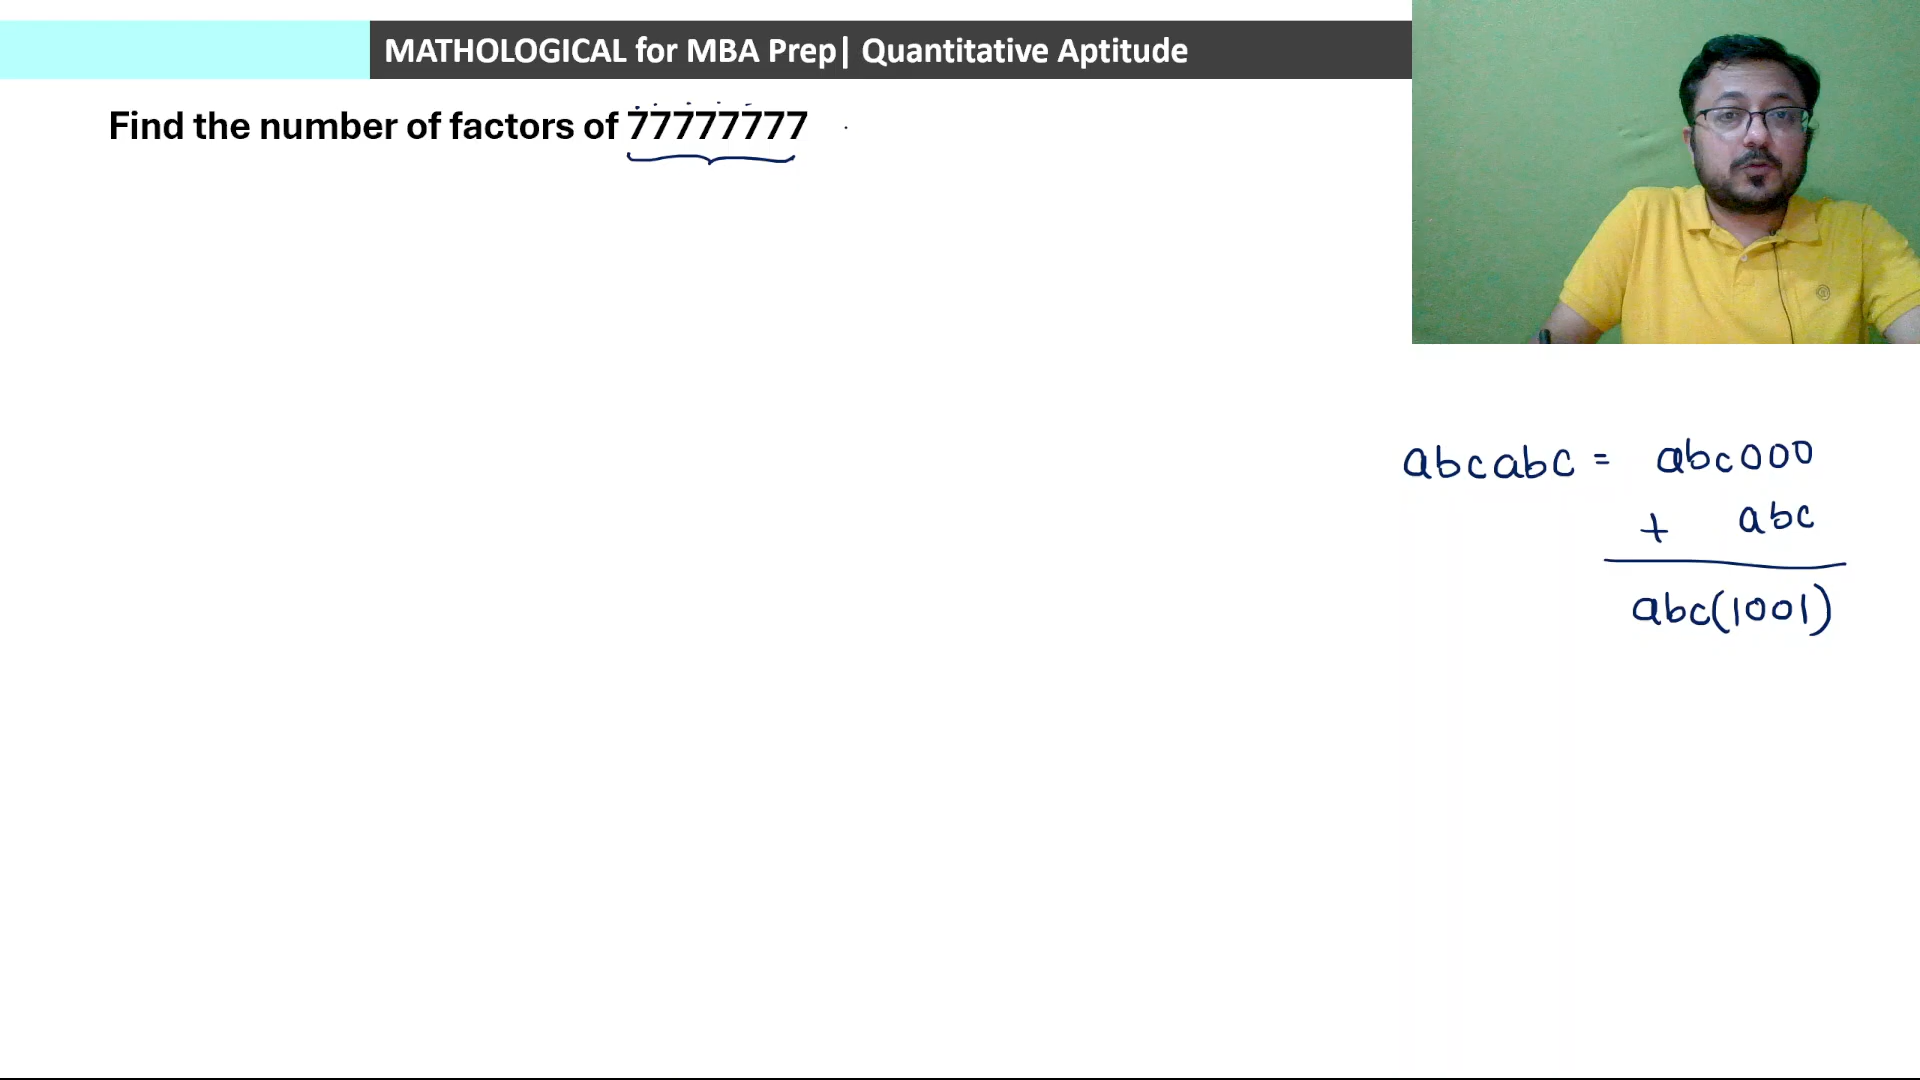 MATHOLOGICAL for MBA Prep| Quantitative Aptitude
Find the number of factors of 77777777
abcabc = abc000
+ abc
abc(1001)